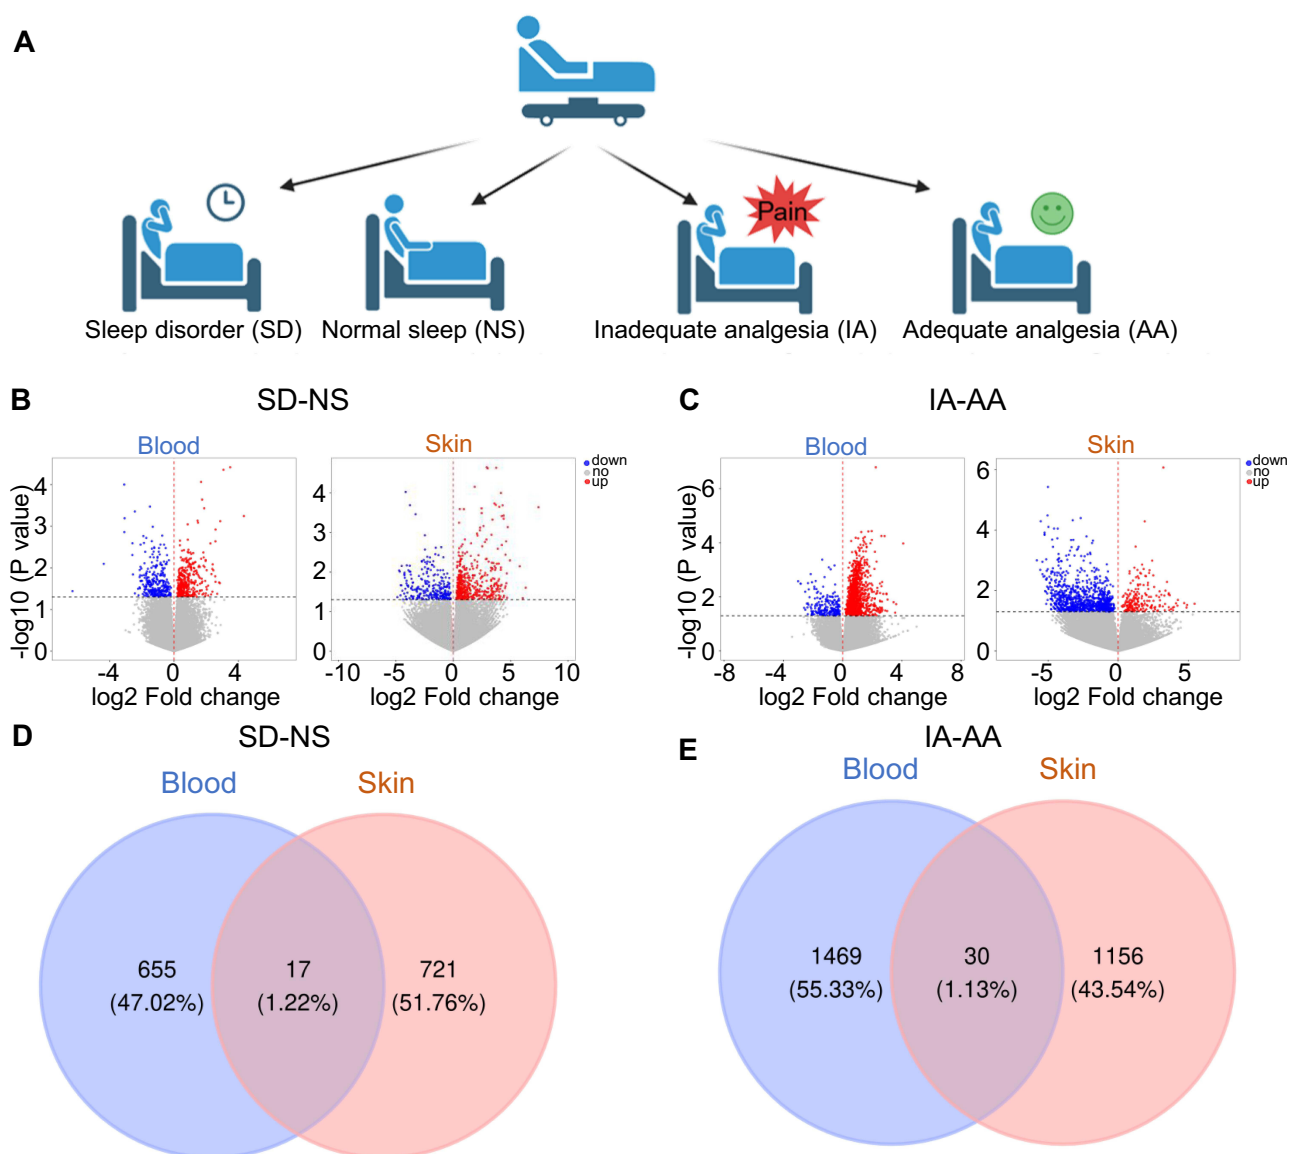 A
Pain
Sleep disorder (SD)
Normal sleep (NS)
Inadequate analgesia (IA)
Adequate analgesia (AA)
B
SD-NS
Blood
Skin
down
no
up
-log10 (P value)
4
3
2
1
0
-4
0
4
log2 Fold change
4
3
2
1
0
-10
-5
0
5
10
log2 Fold change
C
IA-AA
Blood
Skin
down
no
up
-log10 (P value)
6
4
2
0
-8
-4
0
4
8
log2 Fold change
6
4
2
0
-5
0
5
log2 Fold change
D
SD-NS
Blood
Skin
655
(47.02%)
17
(1.22%)
721
(51.76%)
E
IA-AA
Blood
Skin
1469
(55.33%)
30
(1.13%)
1156
(43.54%)